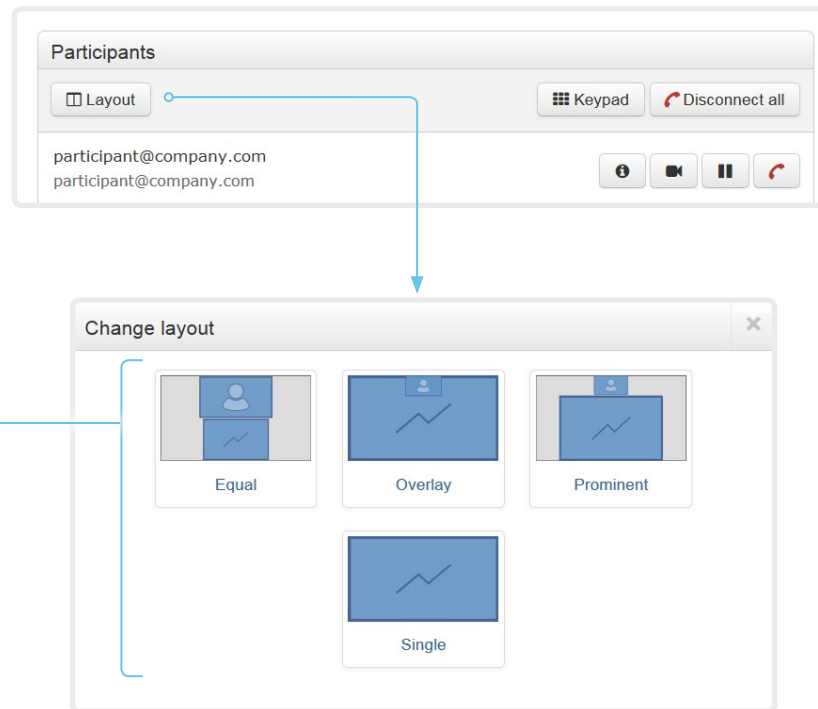 Participants
Layout Keypad Disconnect all
participant@company.com
participant@company.com
Change layout
Equal Overlay Prominent
Single